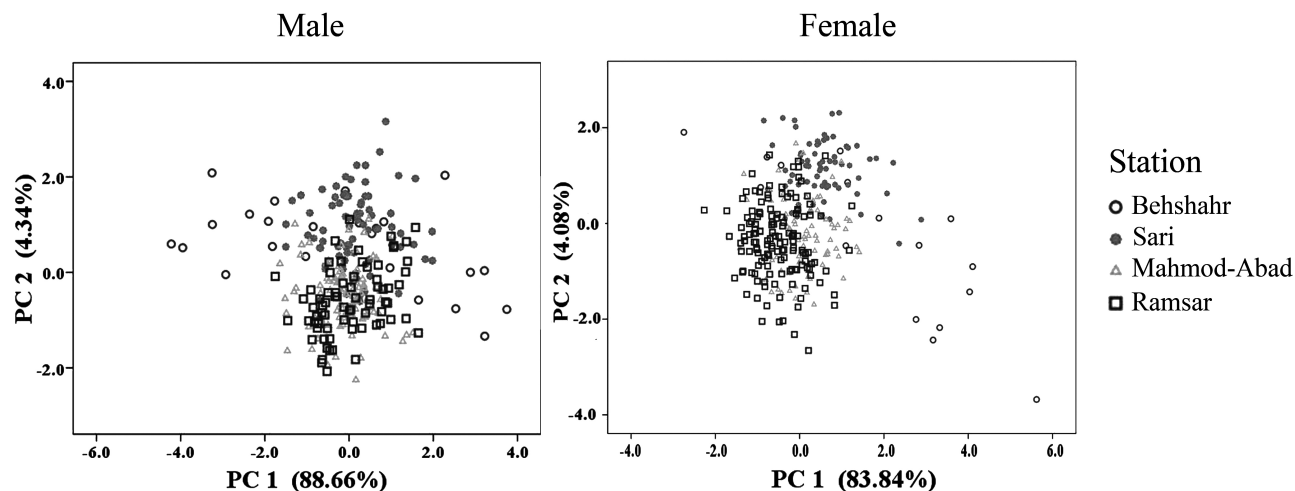 Male
4.0
2.0
0.0
-2.0
PC 2 (4.34%)
-6.0 -4.0 -2.0 0.0 2.0 4.0
PC 1 (88.66%)
Female
2.0
0.0
-2.0
-4.0
PC 2 (4.08%)
-4.0 -2.0 0.0 2.0 4.0 6.0
PC 1 (83.84%)
Station
Behshahr
Sari
Mahmod-Abad
Ramsar